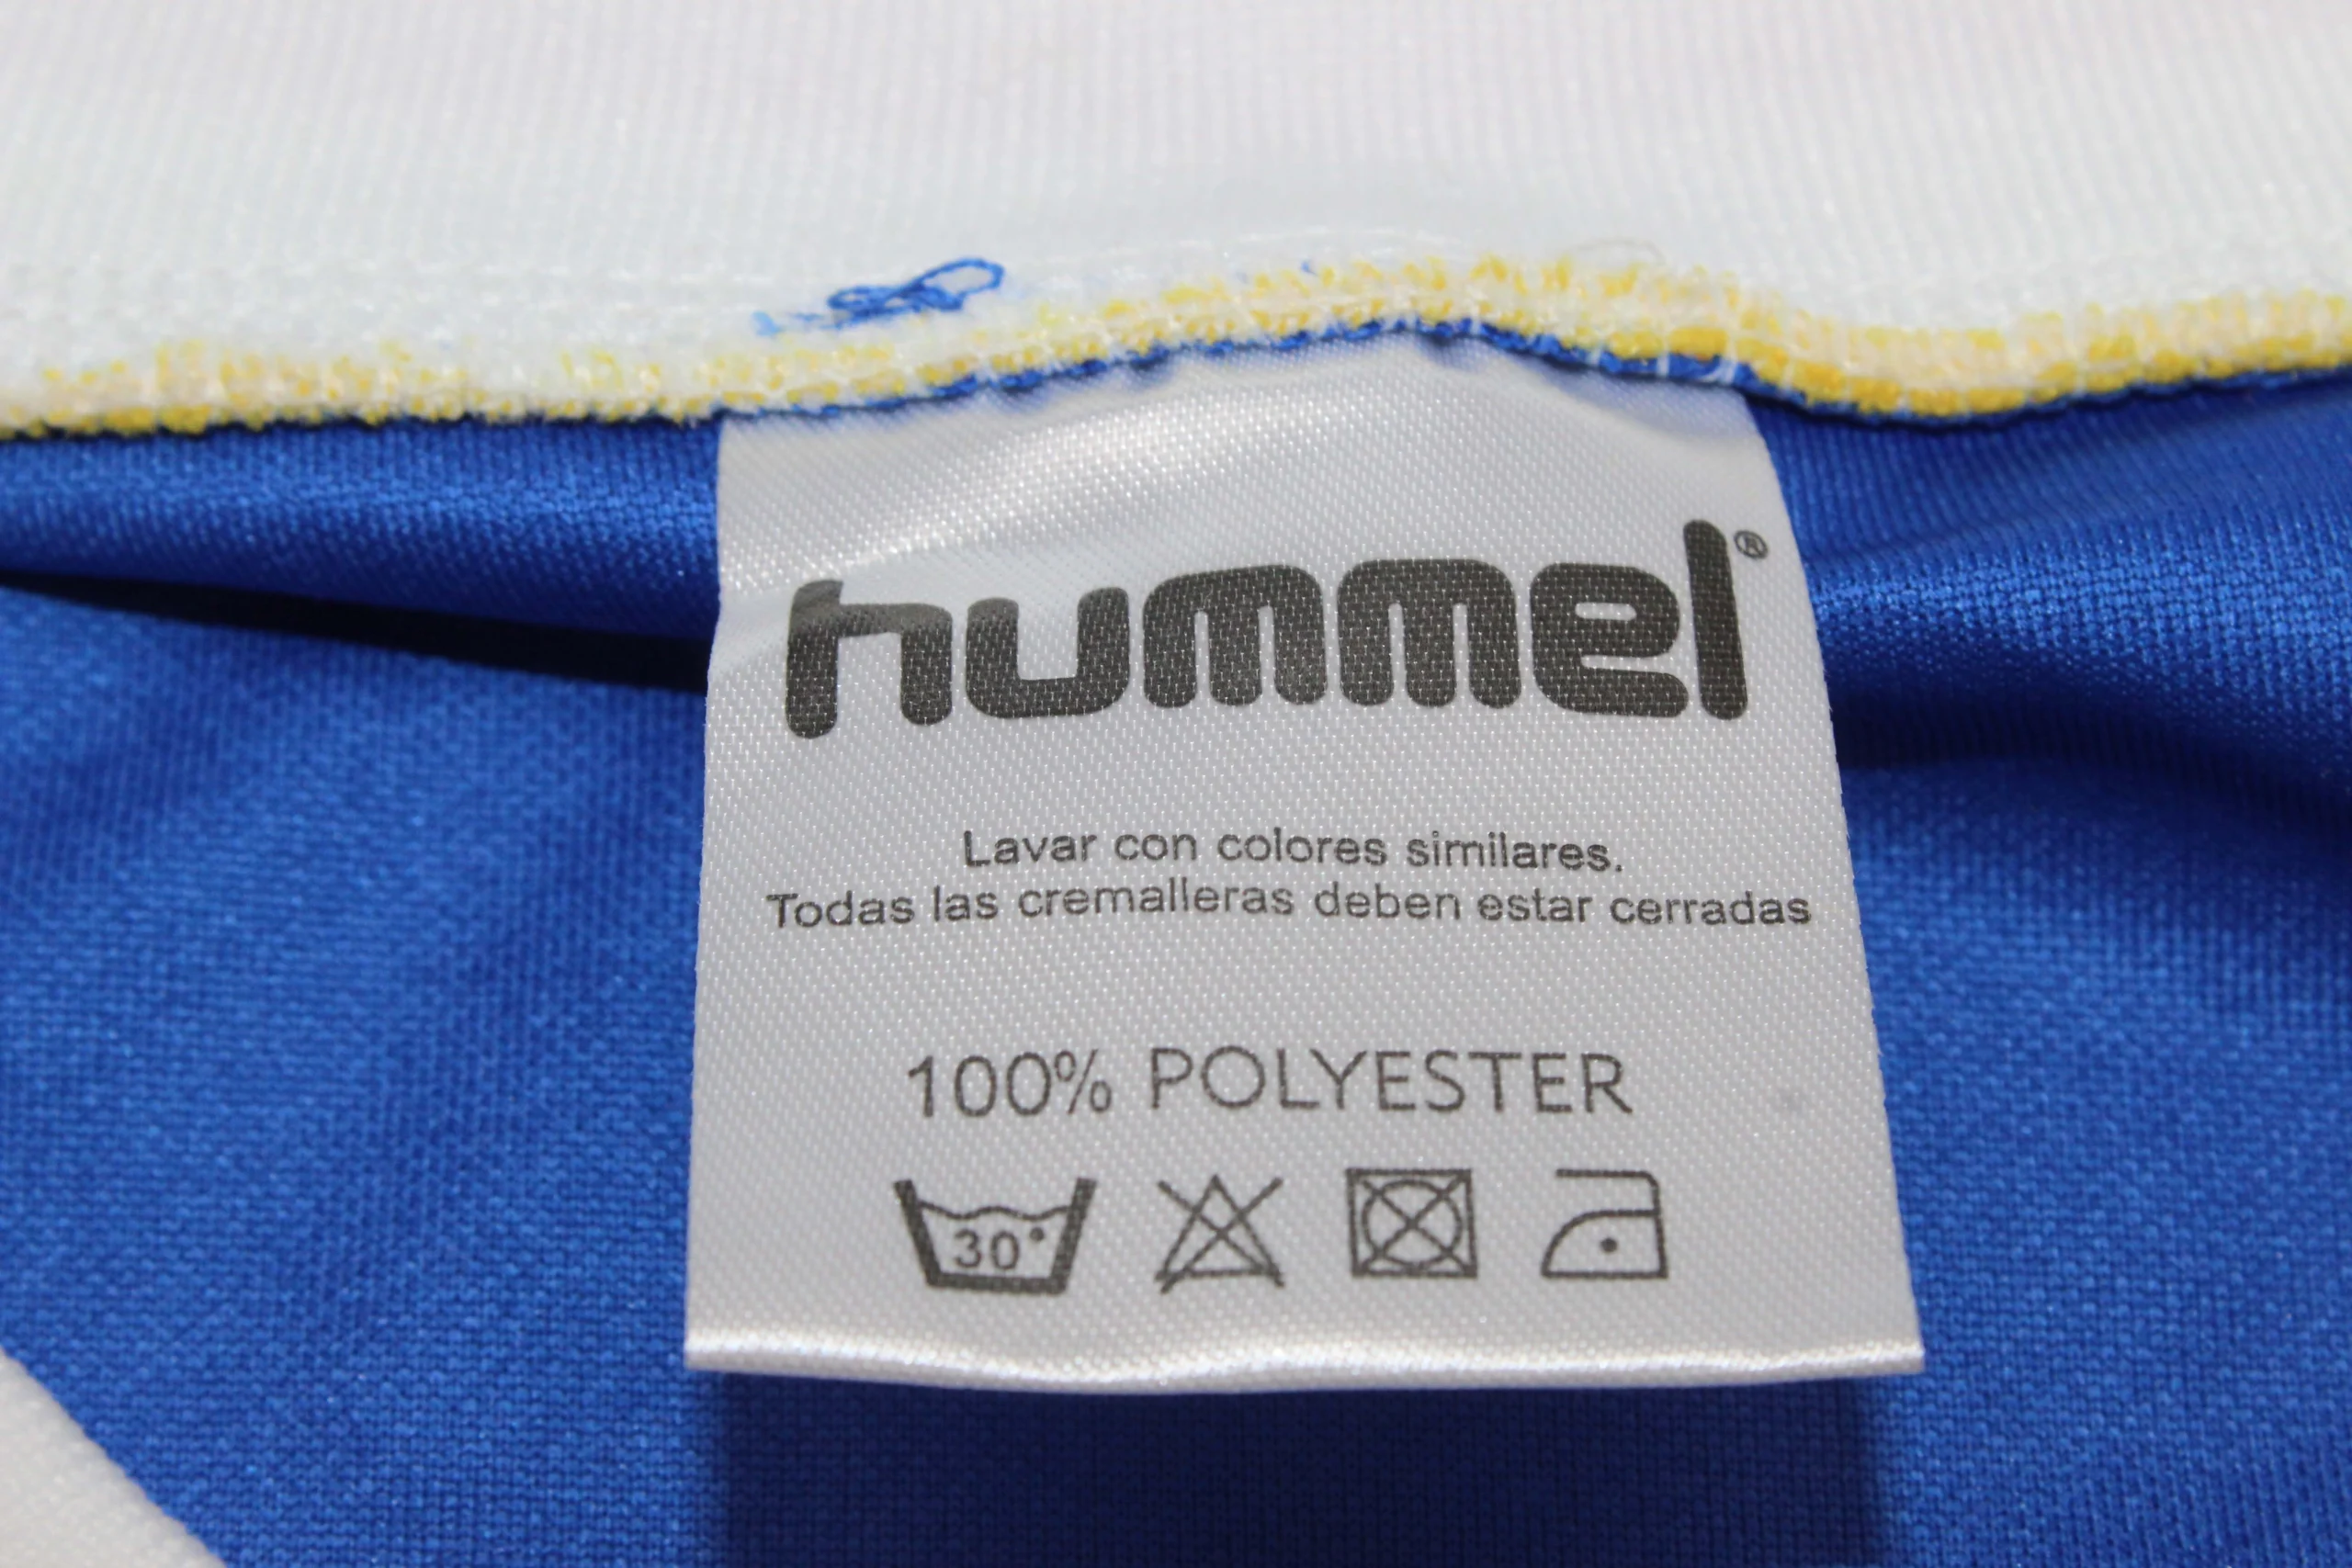 hummel®
Lavar con colores similares.
Todas las cremalleras deben estar cerradas
100% POLYESTER
30°